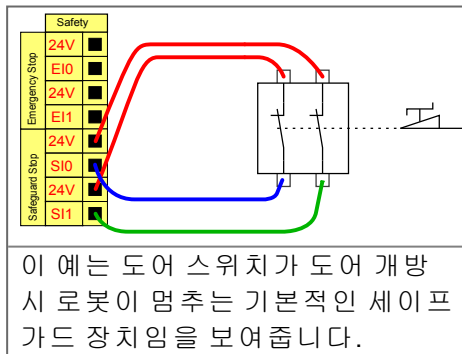 Safety
Emergency Stop
24V
EI0
24V
EI1
Safeguard Stop
24V
SI0
24V
SI1
이 예는 도어 스위치가 도어 개방
시 로봇이 멈추는 기본적인 세이프
가드 장치임을 보여줍니다.